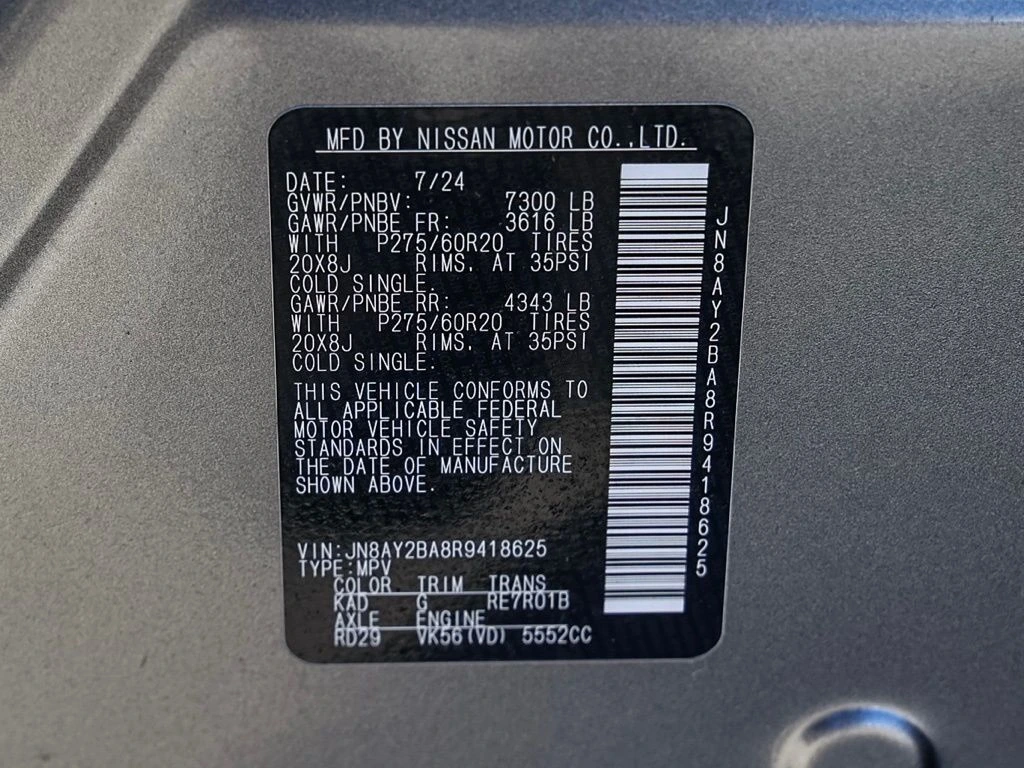 MFD BY NISSAN MOTOR CO.,LTD.
DATE: 7/24
GVWR/PNBV: 7300 LB
GAWR/PNBE FR: 3616 LB
WITH P275/60R20 TIRES
20X8J RIMS, AT 35PSI
COLD SINGLE.
GAWR/PNBE RR: 4343 LB
WITH P275/60R20 TIRES
20X8J RIMS, AT 35PSI
COLD SINGLE.
THIS VEHICLE CONFORMS TO
ALL APPLICABLE FEDERAL
MOTOR VEHICLE SAFETY
STANDARDS IN EFFECT ON
THE DATE OF MANUFACTURE
SHOWN ABOVE.
VIN:JN8AY2BA8R9418625
TYPE:MPV
COLOR TRIM TRANS
KAD G RE7R01B
AXLE ENGINE
RD29 VK56(VD) 5552CC
JN8AY2BA8R9418625